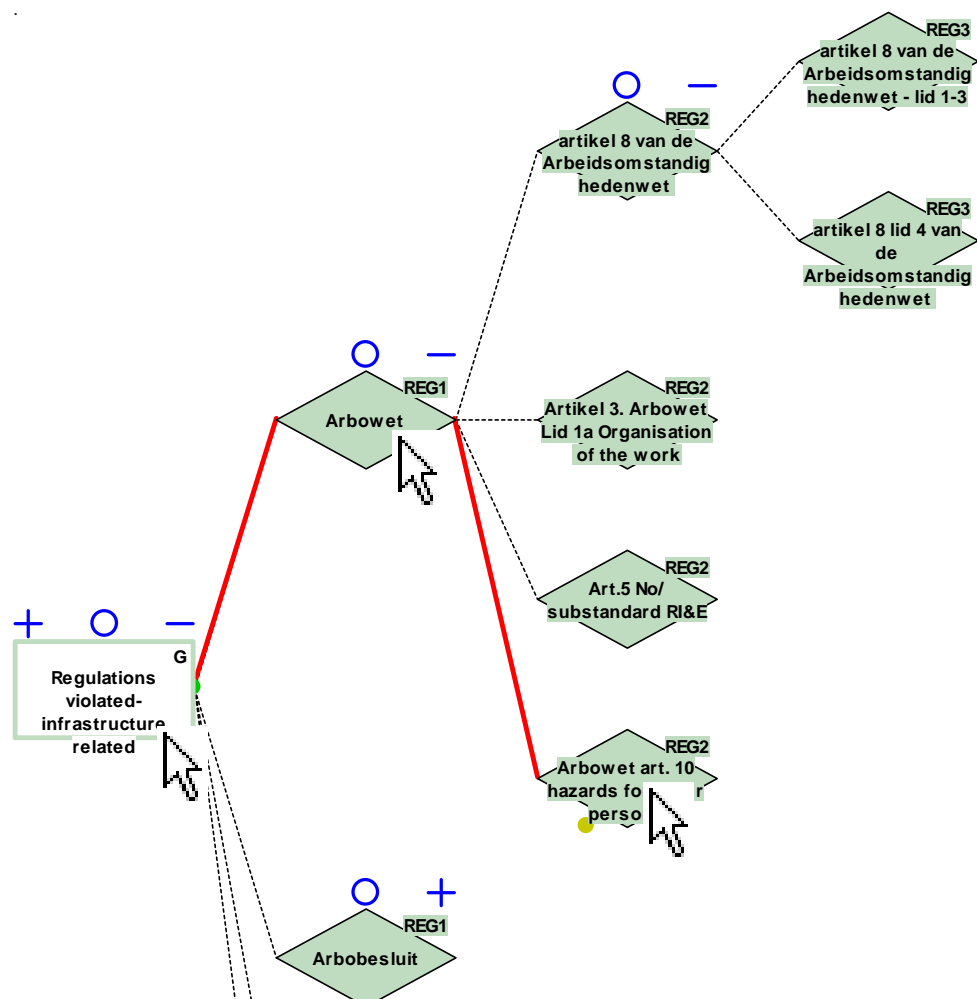 REG3
artikel 8 van de
Arbeidsomstandig
hedenwet - lid 1-3
REG2
artikel 8 van de
Arbeidsomstandig
hedenwet
REG3
artikel 8 lid 4 van
de
Arbeidsomstandig
hedenwet
REG1
Arbowet
REG2
Artikel 3. Arbowet
Lid 1a Organisation
of the work
REG2
Art.5 No/
substandard RI&E
G
Regulations
violated-
infrastructure
related
REG2
Arbowet art. 10
hazards
REG1
Arbobesluit